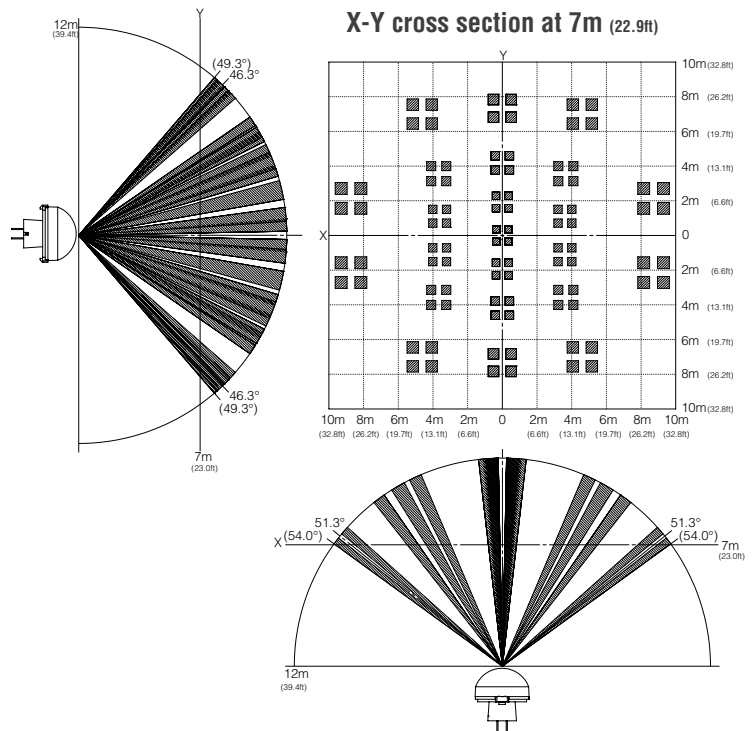 X-Y cross section at 7m (22.9ft)
Y
12m
(39.4ft)
(49.3°)
46.3°
46.3°
(49.3°)
7m
(23.0ft)
Y
X
10m (32.8ft)
8m (26.2ft)
6m (19.7ft)
4m (13.1ft)
2m (6.6ft)
0
2m (6.6ft)
4m (13.1ft)
6m (19.7ft)
8m (26.2ft)
10m (32.8ft)
10m 8m 6m 4m 2m 0 2m 4m 6m 8m 10m
(32.8ft) (26.2ft) (19.7ft) (13.1ft) (6.6ft) (6.6ft) (13.1ft) (19.7ft) (26.2ft) (32.8ft)
51.3°
X (54.0°)
51.3°
(54.0°)
7m
(23.0ft)
12m
(39.4ft)